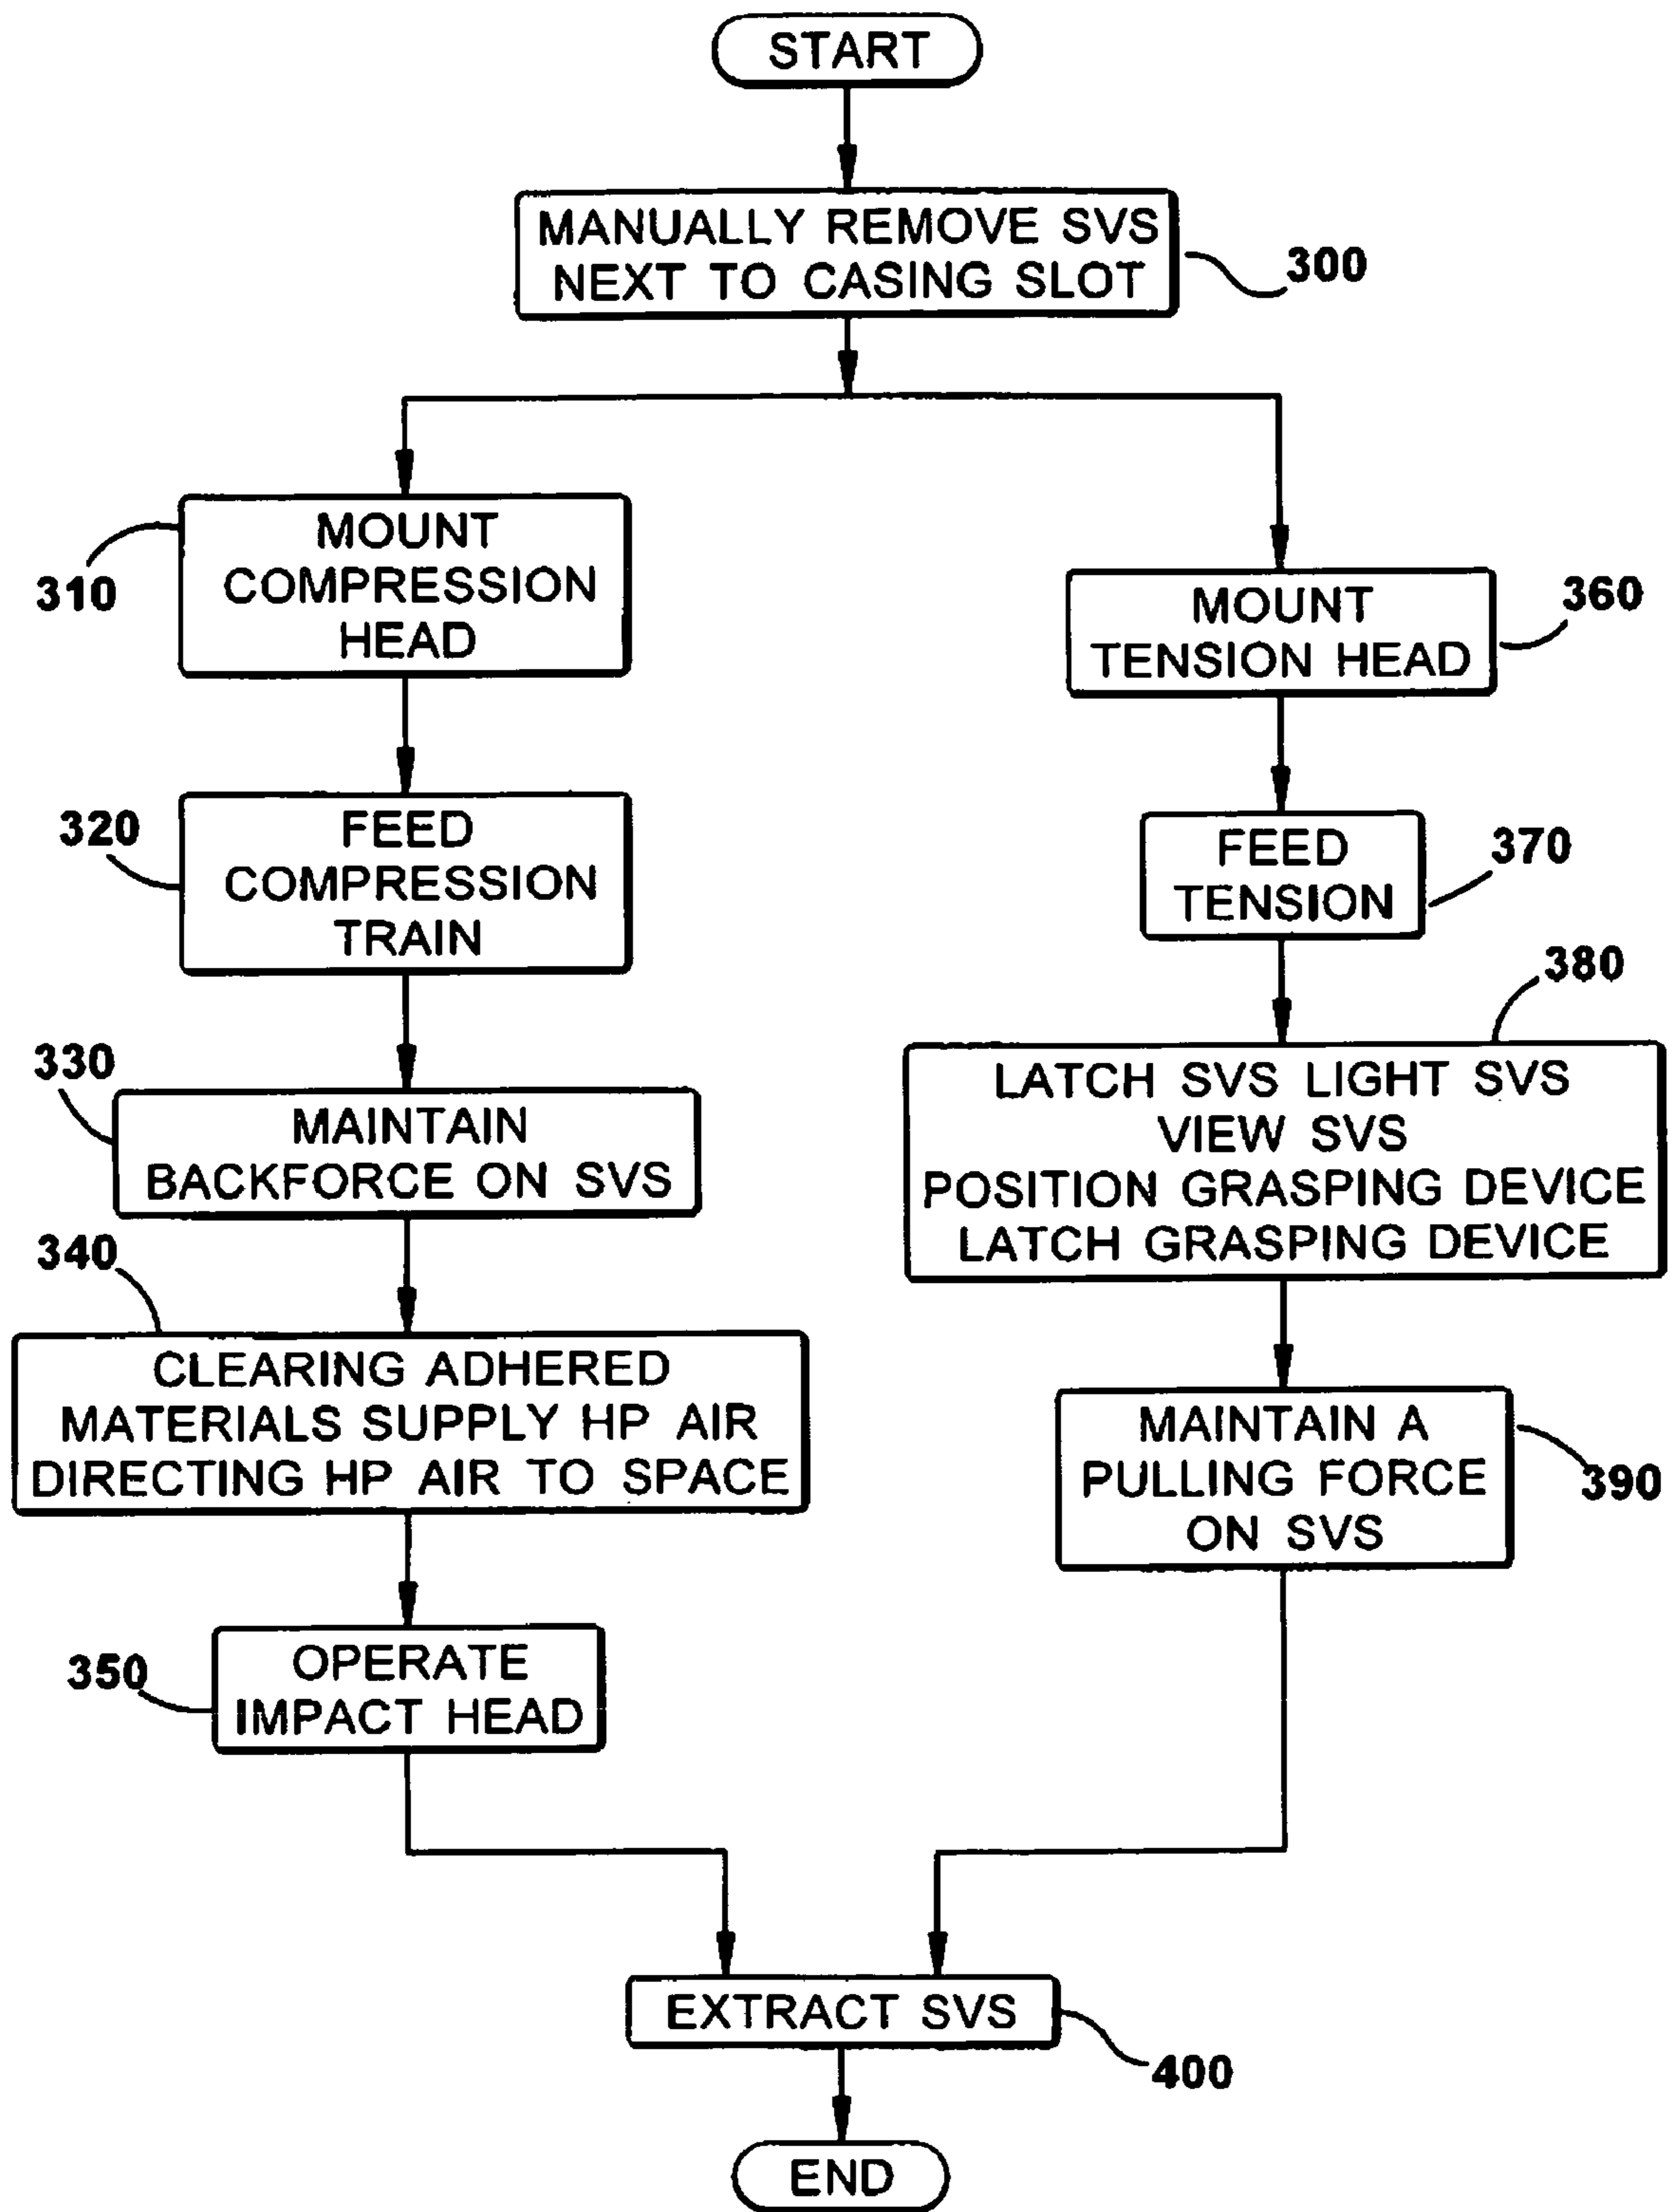 START
MANUALLY REMOVE SVS
NEXT TO CASING SLOT
300
MOUNT
COMPRESSION
HEAD
310
FEED
COMPRESSION
TRAIN
320
MAINTAIN
BACKFORCE ON SVS
330
CLEARING ADHERED
MATERIALS SUPPLY HP AIR
DIRECTING HP AIR TO SPACE
340
OPERATE
IMPACT HEAD
350
MOUNT
TENSION HEAD
360
FEED
TENSION
370
LATCH SVS LIGHT SVS
VIEW SVS
POSITION GRASPING DEVICE
LATCH GRASPING DEVICE
380
MAINTAIN A
PULLING FORCE
ON SVS
390
EXTRACT SVS
400
END